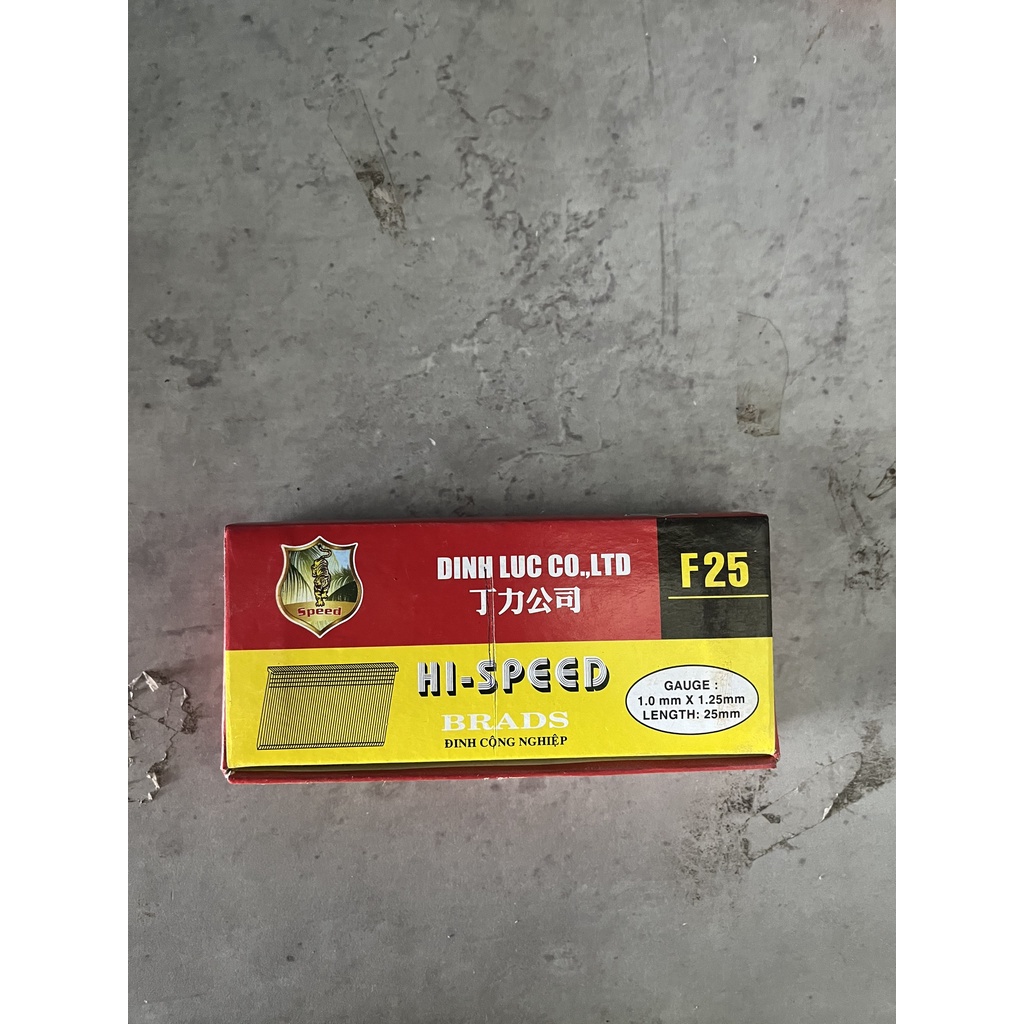 Speed
DINH LUC CO.,LTD
丁力公司
F25
HI-SPEED
BRADS
ĐINH CÔNG NGHIỆP
GAUGE :
1.0 mm X 1.25mm
LENGTH: 25mm